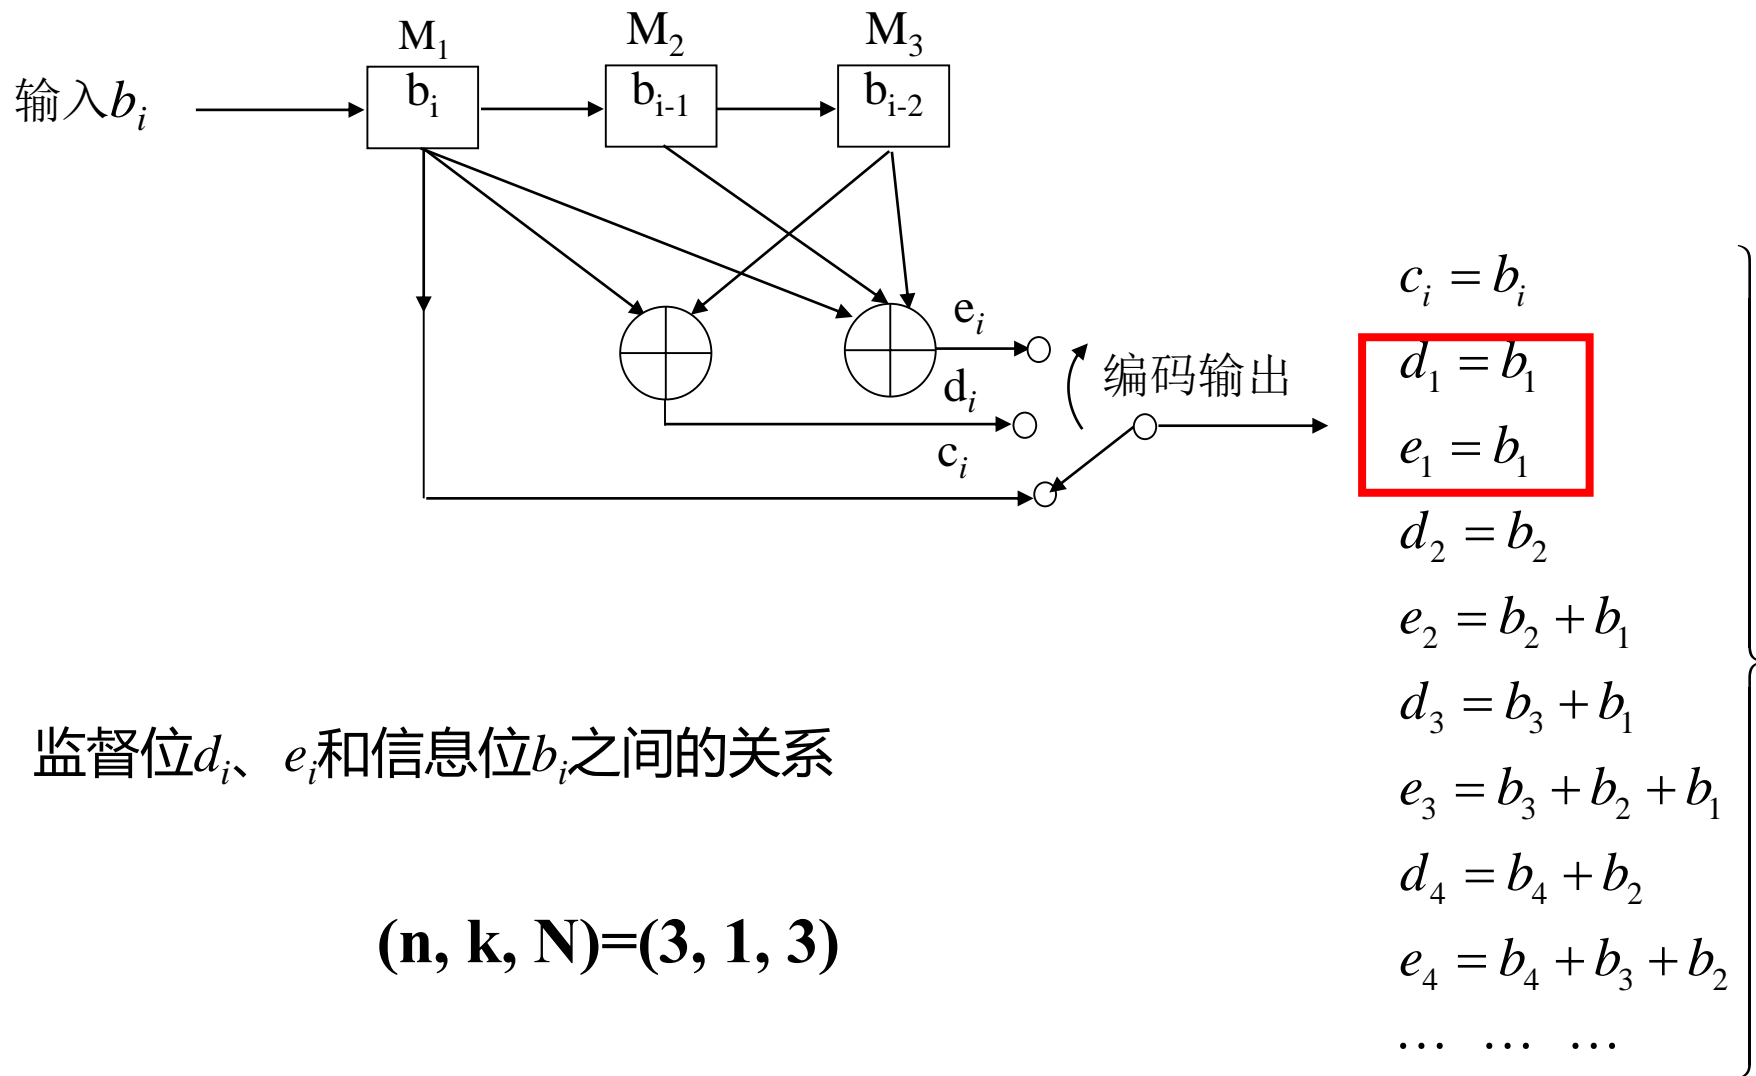 M₁ M₂ M₃
输入bᵢ bᵢ bᵢ₋₁ bᵢ₋₂
eᵢ
dᵢ
cᵢ
编码输出
cᵢ = bᵢ
d₁ = b₁
e₁ = b₁
d₂ = b₂
e₂ = b₂ + b₁
d₃ = b₃ + b₁
e₃ = b₃ + b₂ + b₁
d₄ = b₄ + b₂
e₄ = b₄ + b₃ + b₂
… … …
监督位dᵢ、eᵢ和信息位bᵢ之间的关系
(n, k, N)=(3, 1, 3)